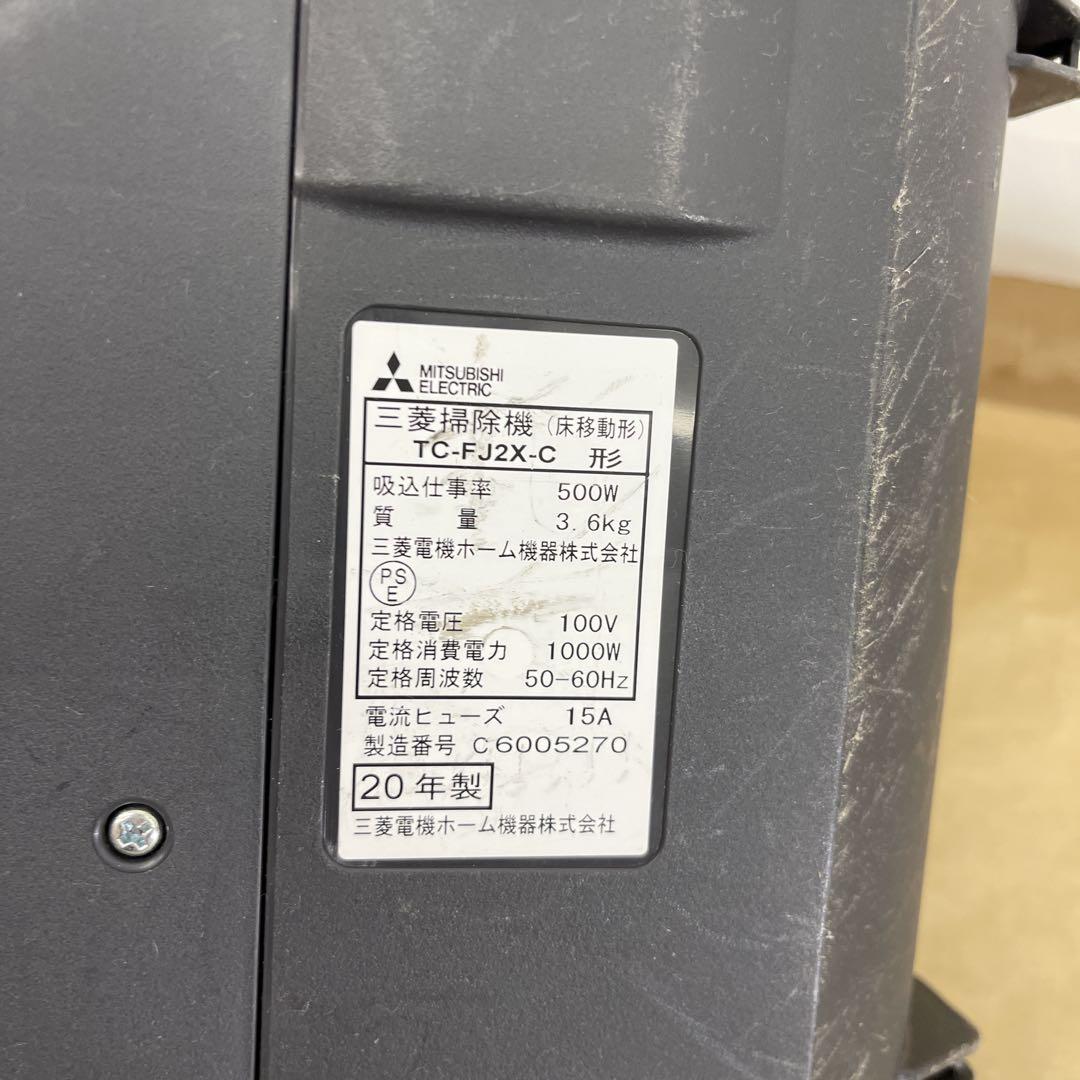 MITSUBISHI
ELECTRIC
三菱掃除機(床移動形)
TC-FJ2X-C 形
吸込仕事率 500W
質量 3.6kg
三菱電機ホーム機器株式会社
PS
E
定格電圧 100V
定格消費電力 1000W
定格周波数 50-60Hz
電流ヒューズ 15A
製造番号 C6005270
20年製
三菱電機ホーム機器株式会社